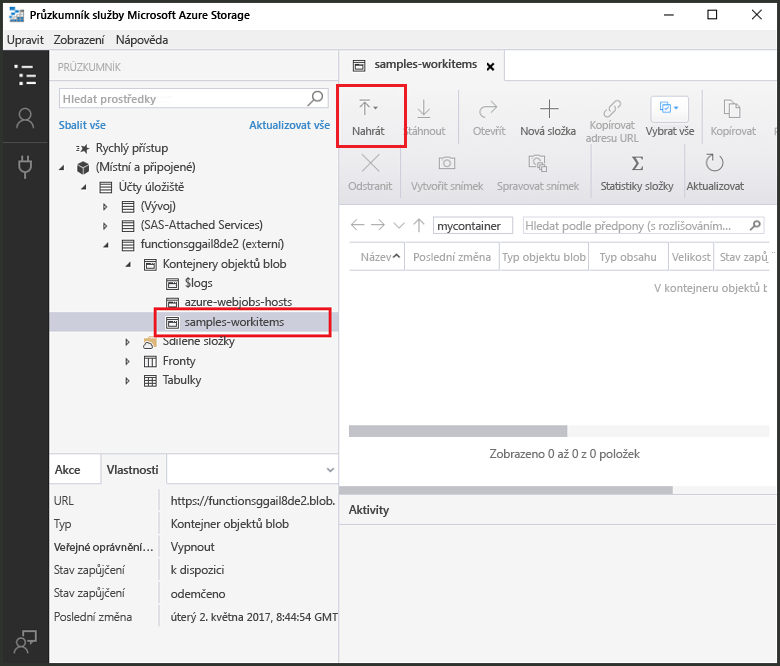 Průzkumník služby Microsoft Azure Storage
Upravit Zobrazení Nápověda
PRŮZKUMNÍK
Hledat prostředky
Sbalit vše Aktualizovat vše
Rychlý přístup
(Místní a připojené)
Účty úložiště
(Vývoj)
(SAS-Attached Services)
functionsggail8de2 (externí)
Kontejnery objektů blob
$logs
azure-webjobs-hosts
samples-workitems
Sdílené složky
Fronty
Tabulky
Akce Vlastnosti
URL https://functionsggail8de2.blob.
Typ Kontejner objektů blob
Veřejné oprávnění... Vypnout
Stav zapůjčení k dispozici
Stav zapůjčení odemčeno
Poslední změna úterý 2. května 2017, 8:44:54 GMT
samples-workitems
Nahrát Stáhnout Otevřít Nová složka Kopírovat adresu URL Vybrat vše Kopírovat
Odstranit Vytvořit snímek Spravovat snímek Statistiky složky Aktualizovat
mycontainer Hledat podle předpony (s rozlišováním...
Název Poslední změna Typ objektu blob Typ obsahu Velikost Stav zapůj
V kontejneru objektů b
Zobrazeno 0 až 0 z 0 položek
Aktivity